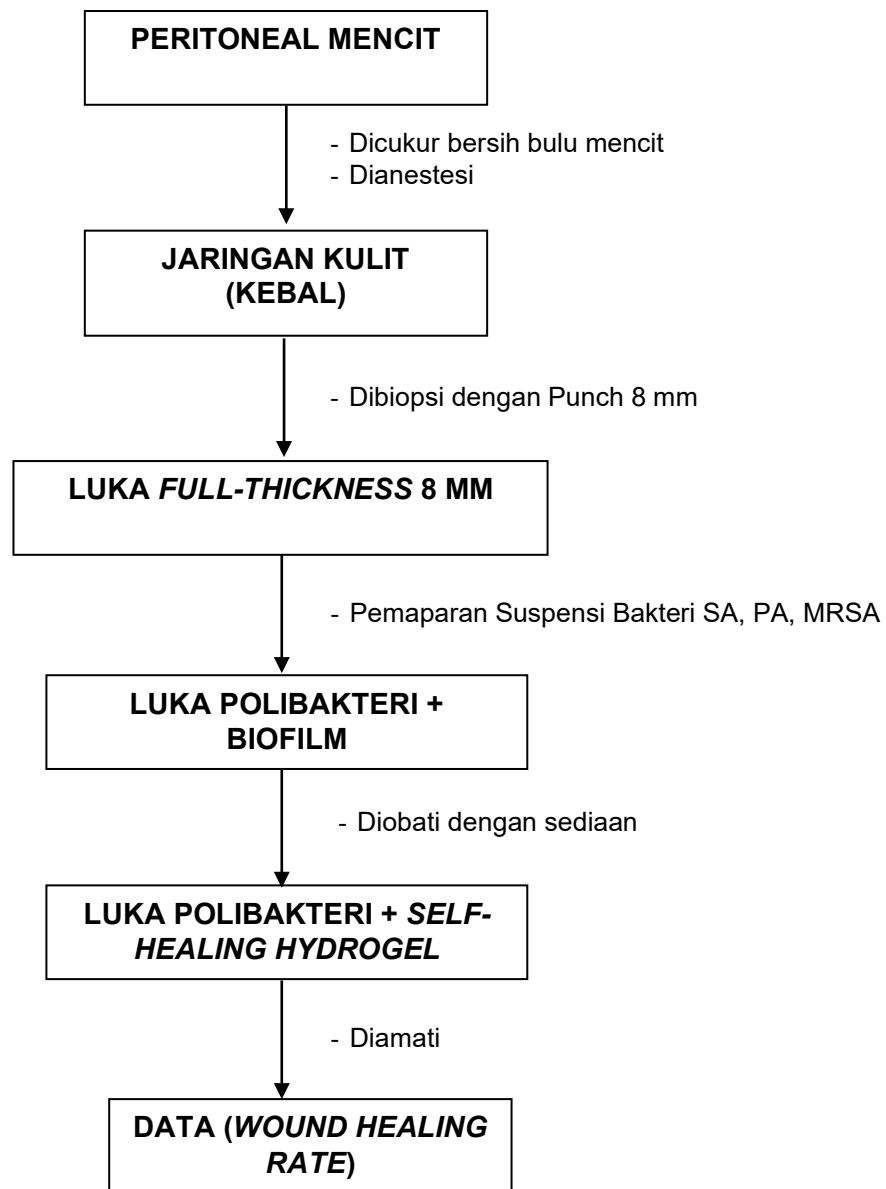 PERITONEAL MENCIT
- Dicukur bersih bulu mencit
- Dianestesi
JARINGAN KULIT
(KEBAL)
- Dibiopsi dengan Punch 8 mm
LUKA FULL-THICKNESS 8 MM
- Pemaparan Suspensi Bakteri SA, PA, MRSA
LUKA POLIBAKTERI +
BIOFILM
- Diobati dengan sediaan
LUKA POLIBAKTERI + SELF-
HEALING HYDROGEL
- Diamati
DATA (WOUND HEALING
RATE)